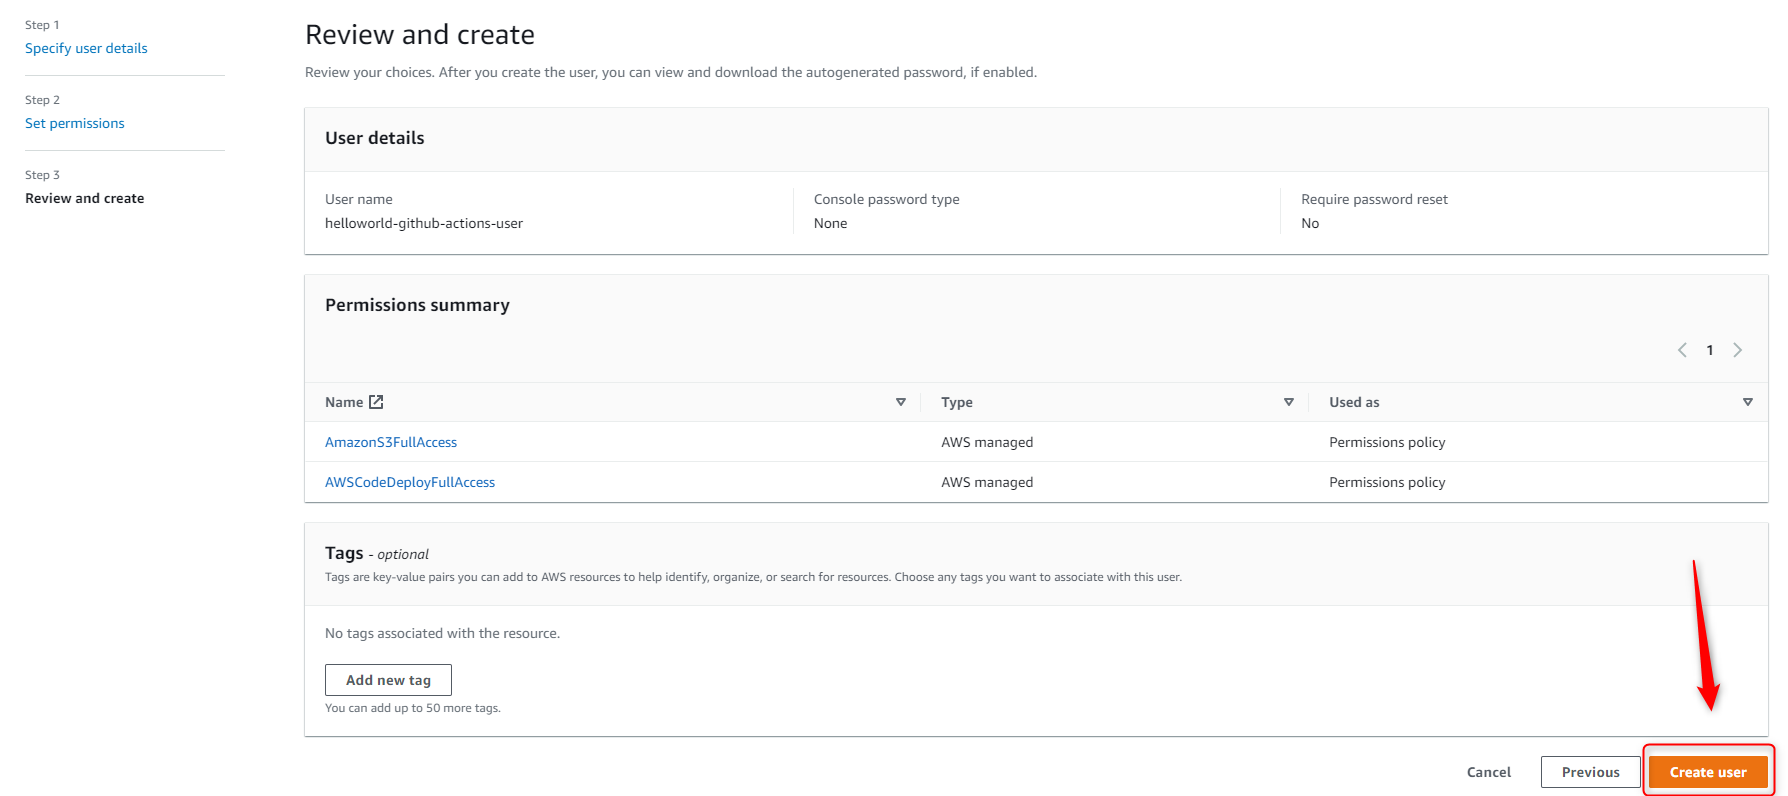 Step 1
Specify user details
Step 2
Set permissions
Step 3
Review and create
Review and create
Review your choices. After you create the user, you can view and download the autogenerated password, if enabled.
User details
User name
helloworld-github-actions-user
Console password type
None
Require password reset
No
Permissions summary
1
Name Type Used as
AmazonS3FullAccess AWS managed Permissions policy
AWSCodeDeployFullAccess AWS managed Permissions policy
Tags - optional
Tags are key-value pairs you can add to AWS resources to help identify, organize, or search for resources. Choose any tags you want to associate with this user.
No tags associated with the resource.
Add new tag
You can add up to 50 more tags.
Cancel Previous Create user